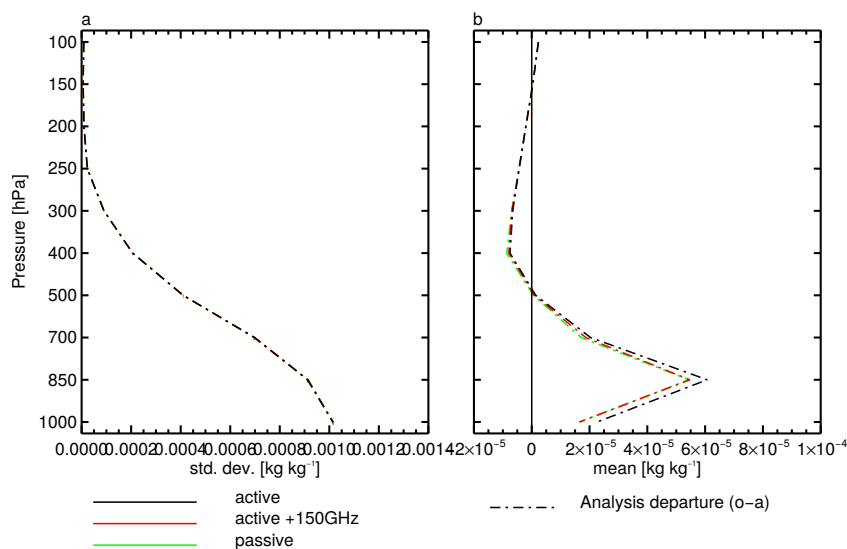 a
b
100
150
200
250
300
400
500
700
850
1000
Pressure [hPa]
0.0000 0.0002 0.0004 0.0006 0.0008 0.0010 0.0012 0.0014
-2×10⁻⁵ 0 2×10⁻⁵ 4×10⁻⁵ 6×10⁻⁵ 8×10⁻⁵ 1×10⁻⁴
std. dev. [kg kg⁻¹]
mean [kg kg⁻¹]
active
active +150GHz
passive
Analysis departure (o−a)